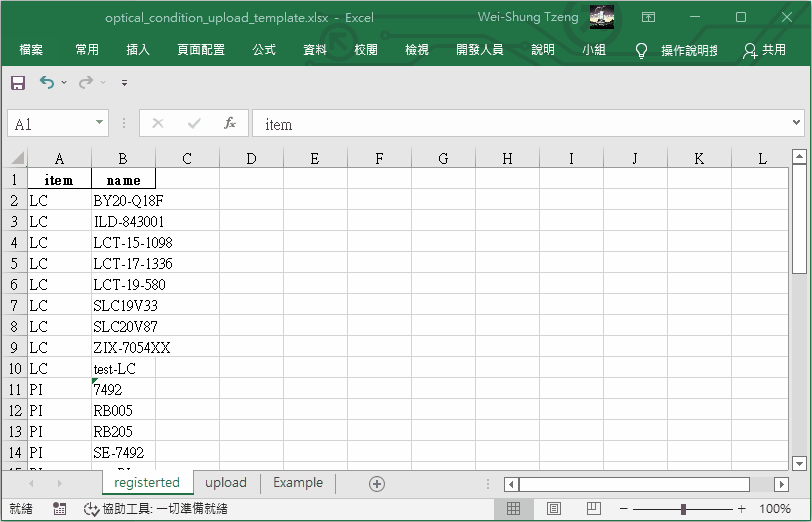 optical_condition_upload_template.xlsx - Excel Wei-Shung Tzeng
檔案 常用 插入 頁面配置 公式 資料 校閱 檢視 開發人員 說明 小組 操作說明搜 共用
A1 fx item
A B C D E F G H I J K L
1 item name
2 LC BY20-Q18F
3 LC ILD-843001
4 LC LCT-15-1098
5 LC LCT-17-1336
6 LC LCT-19-580
7 LC SLC19V33
8 LC SLC20V87
9 LC ZIX-7054XX
10 LC test-LC
11 PI 7492
12 PI RB005
13 PI RB205
14 PI SE-7492
registerted upload Example
就緒 協助工具: 一切準備就緒 100%